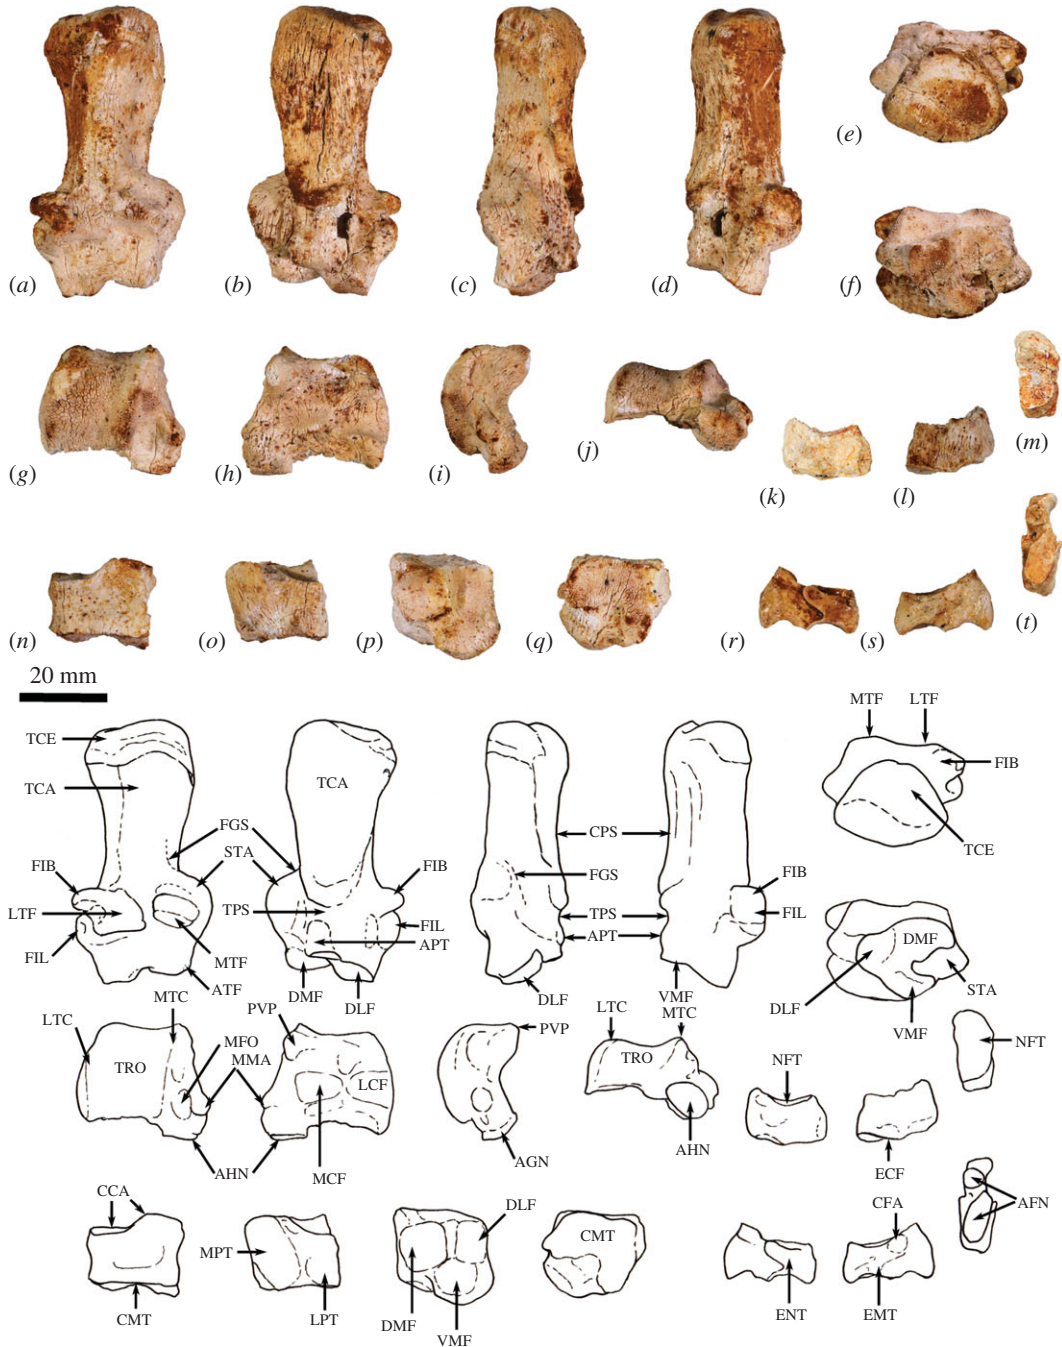 (a) (b) (c) (d) (e)
(f)
(g) (h) (i) (j) (k) (l) (m)
(n) (o) (p) (q) (r) (s) (t)
20 mm
TCE
TCA
FGS
STA
FIB
LTF
FIL
MTF
ATF
TCA
TPS
FIB
FIL
APT
DMF
DLF
CPS
FGS
TPS
APT
DLF
FIB
FIL
VMF
MTF
LTF
FIB
TCE
DMF
DLF
STA
VMF
LTC
MTC
TRO
MFO
MMA
AHN
PVP
LCF
MCF
PVP
AGN
LTC
MTC
TRO
AHN
NFT
ECF
NFT
CCA
CMT
MPT
LPT
DLF
DMF
VMF
CMT
ENT
CFA
EMT
AFN